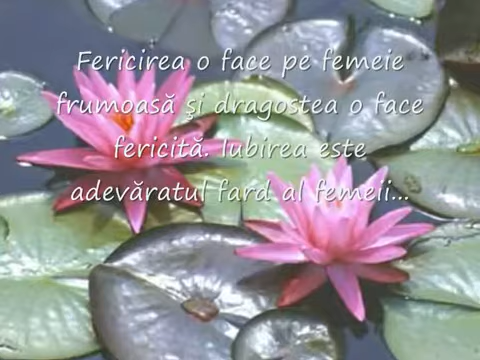 Fericirea o face pe femeie
frumoasă şi dragostea o face
fericită. Iubirea este
adevăratul fard al femeii...